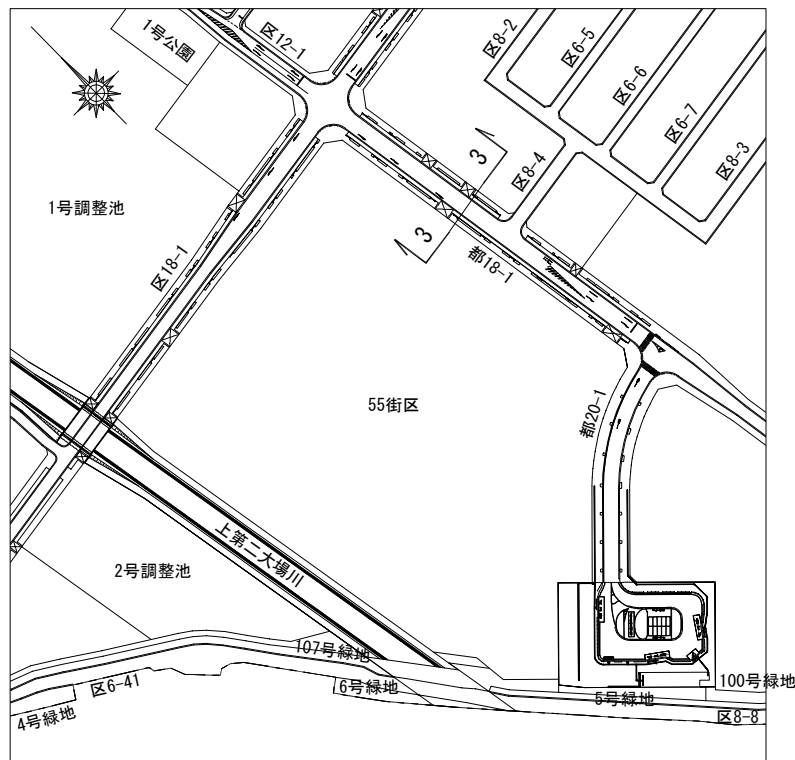 1号公園
区12-1
区8-2
区6-5
区6-6
区6-7
区8-3
区8-4
3
3
1号調整池
区18-1
都18-1
55街区
都20-1
上第二大場川
2号調整池
107号緑地
6号緑地
区6-41
4号緑地
100号緑地
5号緑地
区8-8